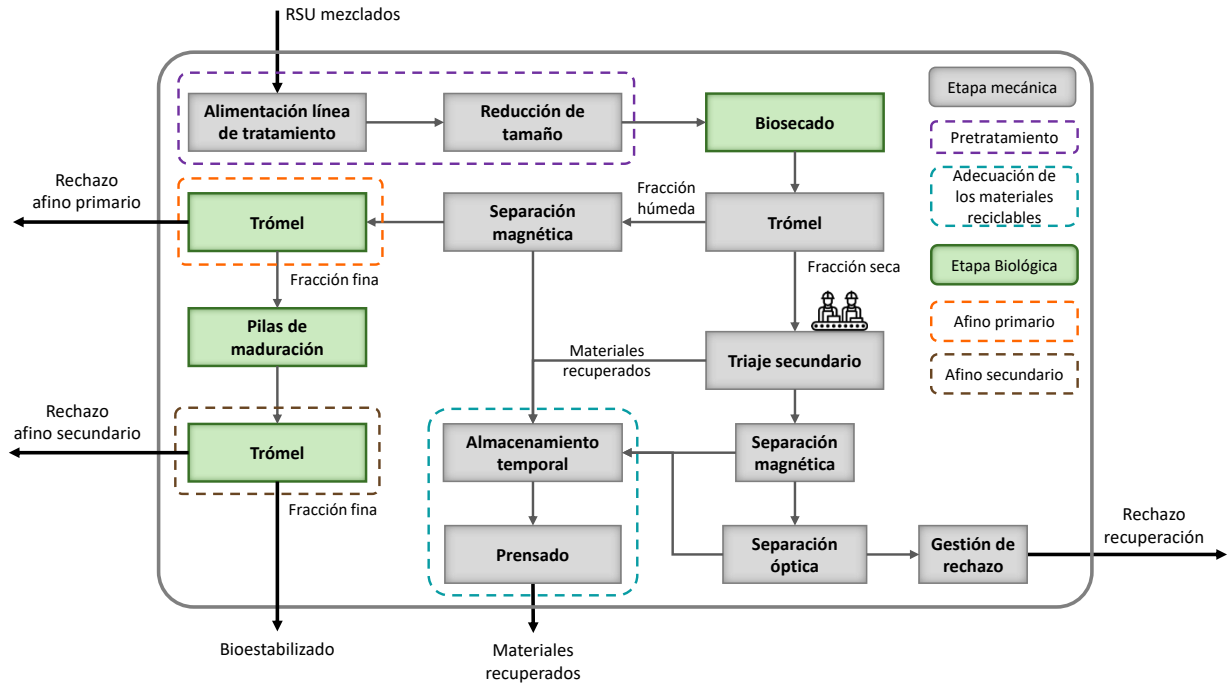 RSU mezclados
Alimentación línea
de tratamiento
Reducción de
tamaño
Biosecado
Etapa mecánica
Pretratamiento
Adecuación de
los materiales
reciclables
Etapa Biológica
Afino primario
Afino secundario
Rechazo
afino primario
Trómel
Separación
magnética
Fracción
húmeda
Trómel
Fracción fina
Fracción seca
Pilas de
maduración
Materiales
recuperados
Triaje secundario
Rechazo
afino secundario
Trómel
Almacenamiento
temporal
Separación
magnética
Fracción fina
Prensado
Separación
óptica
Gestión de
rechazo
Rechazo
recuperación
Bioestabilizado
Materiales
recuperados